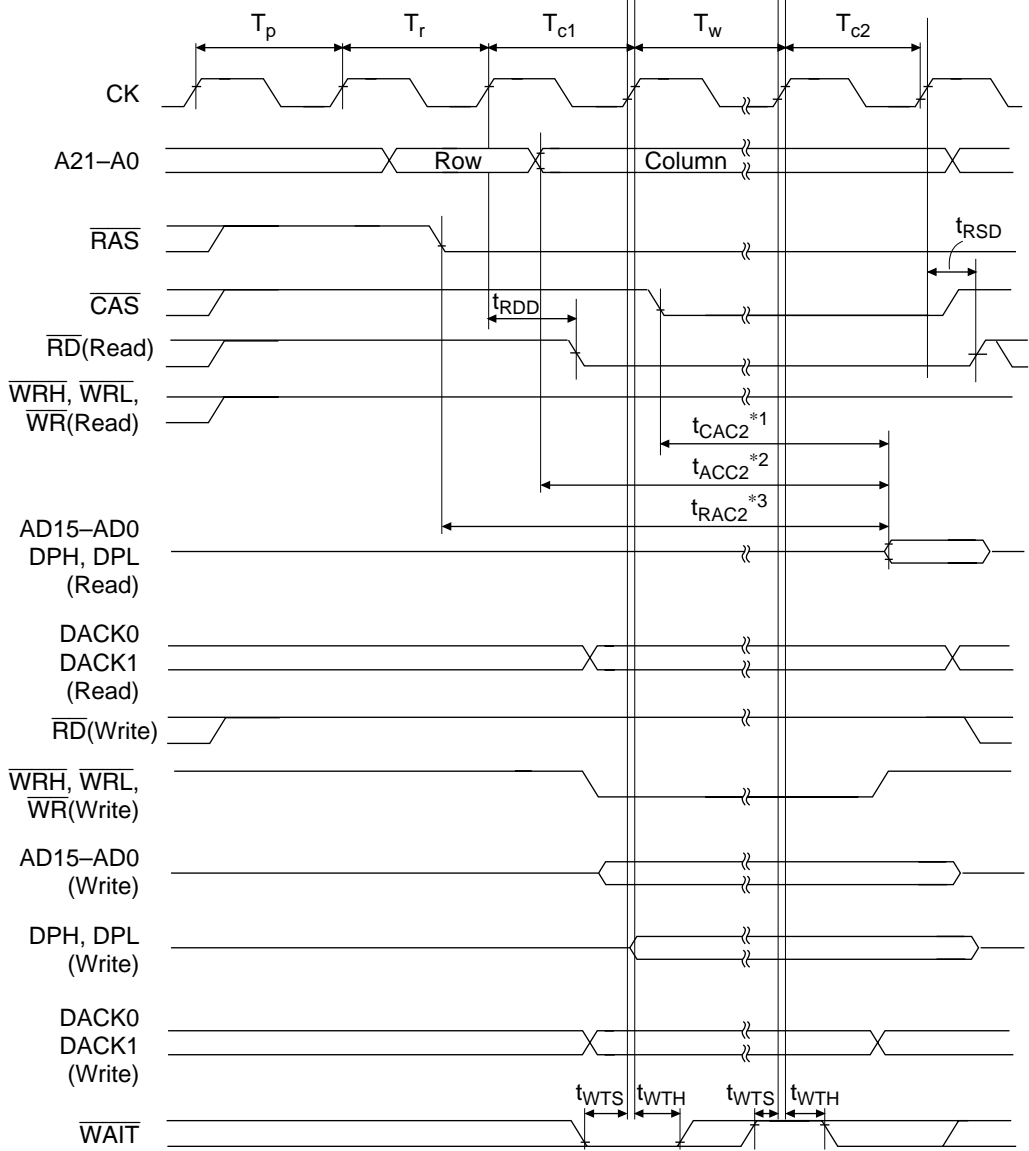 Tp Tr Tc1 Tw Tc2
CK
A21–A0 Row Column
RAS
tRSD
CAS
tRDD
RD(Read)
WRH, WRL,
WR(Read)
tCAC2*1
tACC2*2
tRAC2*3
AD15–AD0
DPH, DPL
(Read)
DACK0
DACK1
(Read)
RD(Write)
WRH, WRL,
WR(Write)
AD15–AD0
(Write)
DPH, DPL
(Write)
DACK0
DACK1
(Write)
tWTS tWTH tWTS tWTH
WAIT